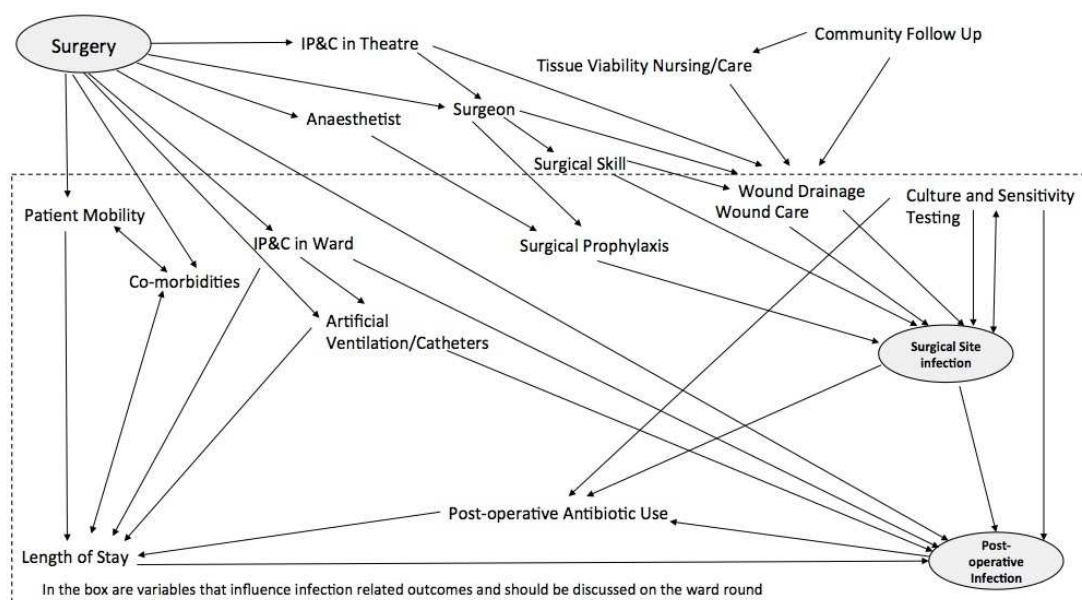 Surgery
IP&C in Theatre
Community Follow Up
Tissue Viability Nursing/Care
Anaesthetist
Surgeon
Surgical Skill
Wound Drainage
Wound Care
Culture and Sensitivity
Testing
Patient Mobility
IP&C in Ward
Surgical Prophylaxis
Co-morbidities
Artificial
Ventilation/Catheters
Surgical Site
infection
Post-operative Antibiotic Use
Length of Stay
Post-
operative
Infection
In the box are variables that influence infection related outcomes and should be discussed on the ward round